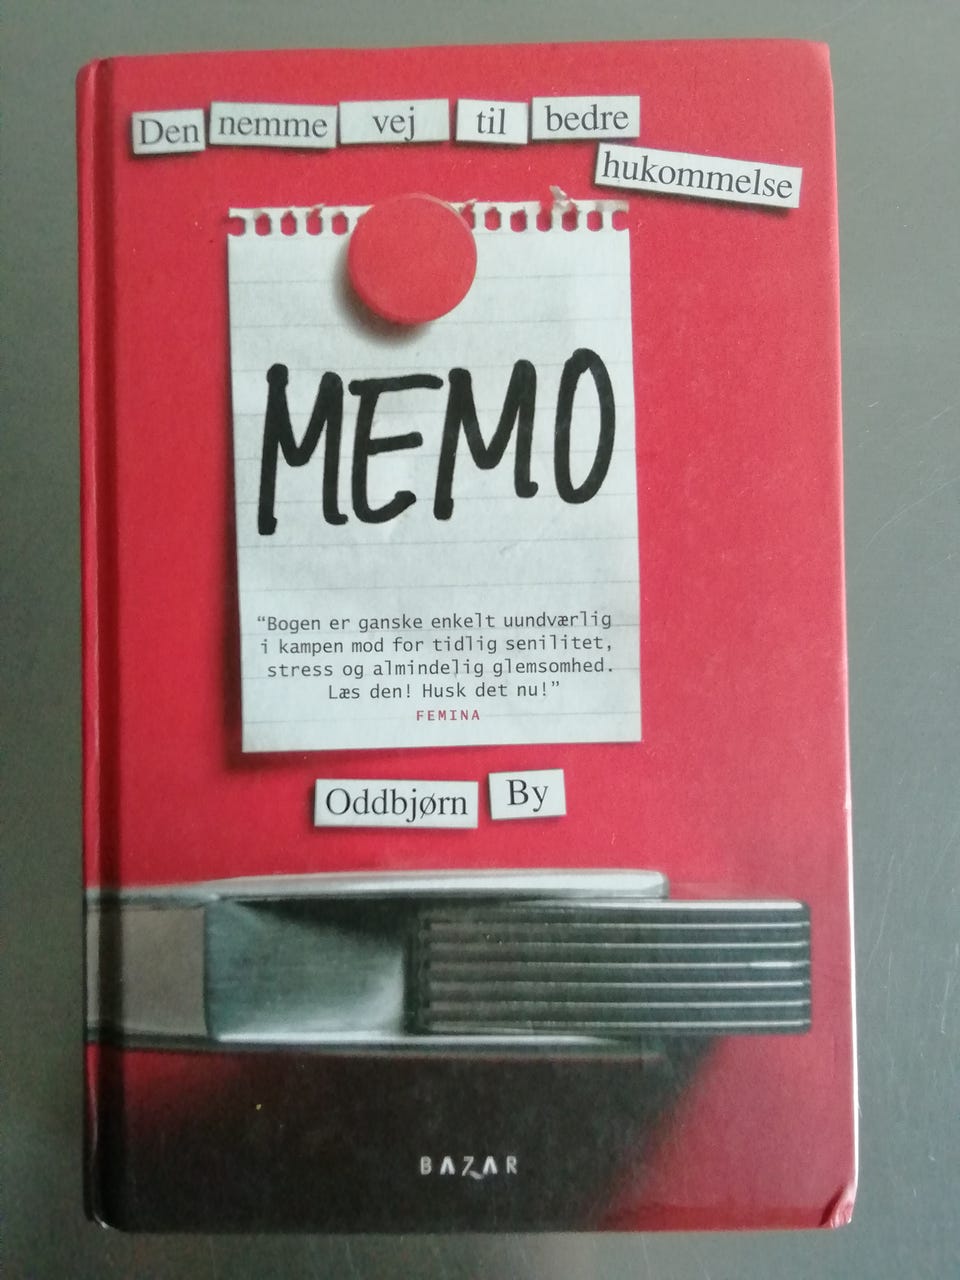 Den nemme vej til bedre
hukommelse
MEMO
“Bogen er ganske enkelt uundværlig
i kampen mod for tidlig senilitet,
stress og almindelig glemsomhed.
Læs den! Husk det nu!”
FEMINA
Oddbjørn By
BAZAR